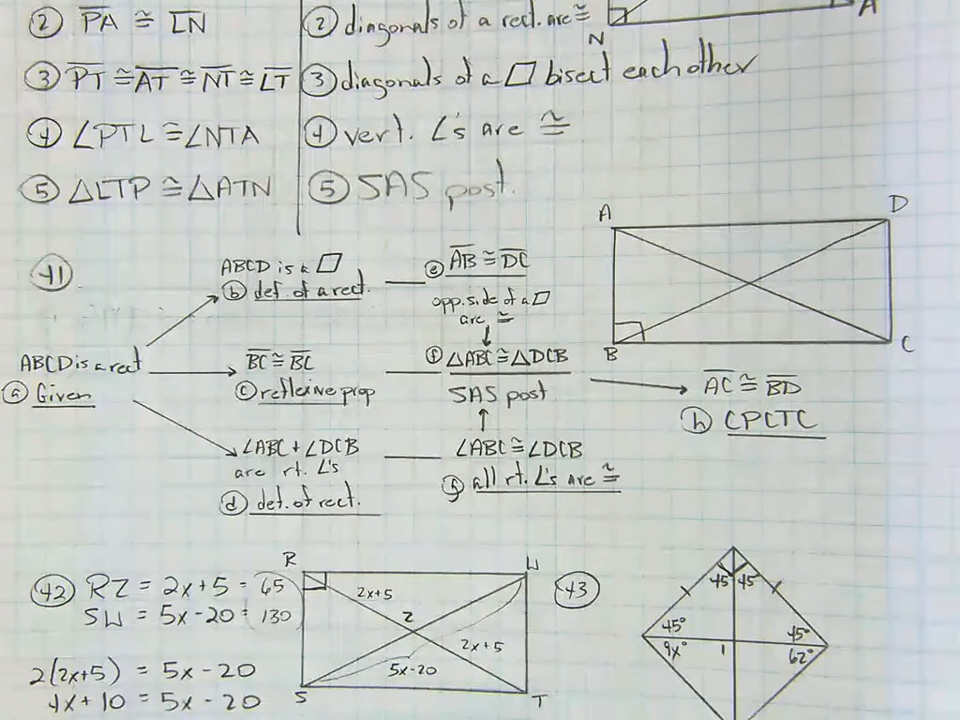 ② PA ≅ LN ② diagonals of a rect. are ≅
N A
③ PT ≅ AT ≅ NT ≅ LT ③ diagonals of a ▱ bisect each other
④ ∠PTL ≅ ∠NTA ④ vert. ∠'s are ≅
⑤ △LTP ≅ △ATN ⑤ SAS post.
A D
B C
41
ABCD is a rect
ⓐ Given
ABCD is a ▱
ⓑ def. of a rect.
ⓔ AB ≅ DC
opp. side of a ▱
are ≅
BC ≅ BC
ⓒ reflexive prop
ⓕ △ABC ≅ △DCB
SAS post
AC ≅ BD
ⓗ CPCTC
∠ABC + ∠DCB
are rt. ∠'s
ⓓ def. of rect.
∠ABC ≅ ∠DCB
all rt. ∠'s are ≅
42 RZ = 2x+5 = 65
SW = 5x-20 = 130
2(2x+5) = 5x - 20
4x+10 = 5x - 20
R W
2x+5
Z
2x+5
5x-20
S T
43
45 45
45° 45°
9x° 1 62°